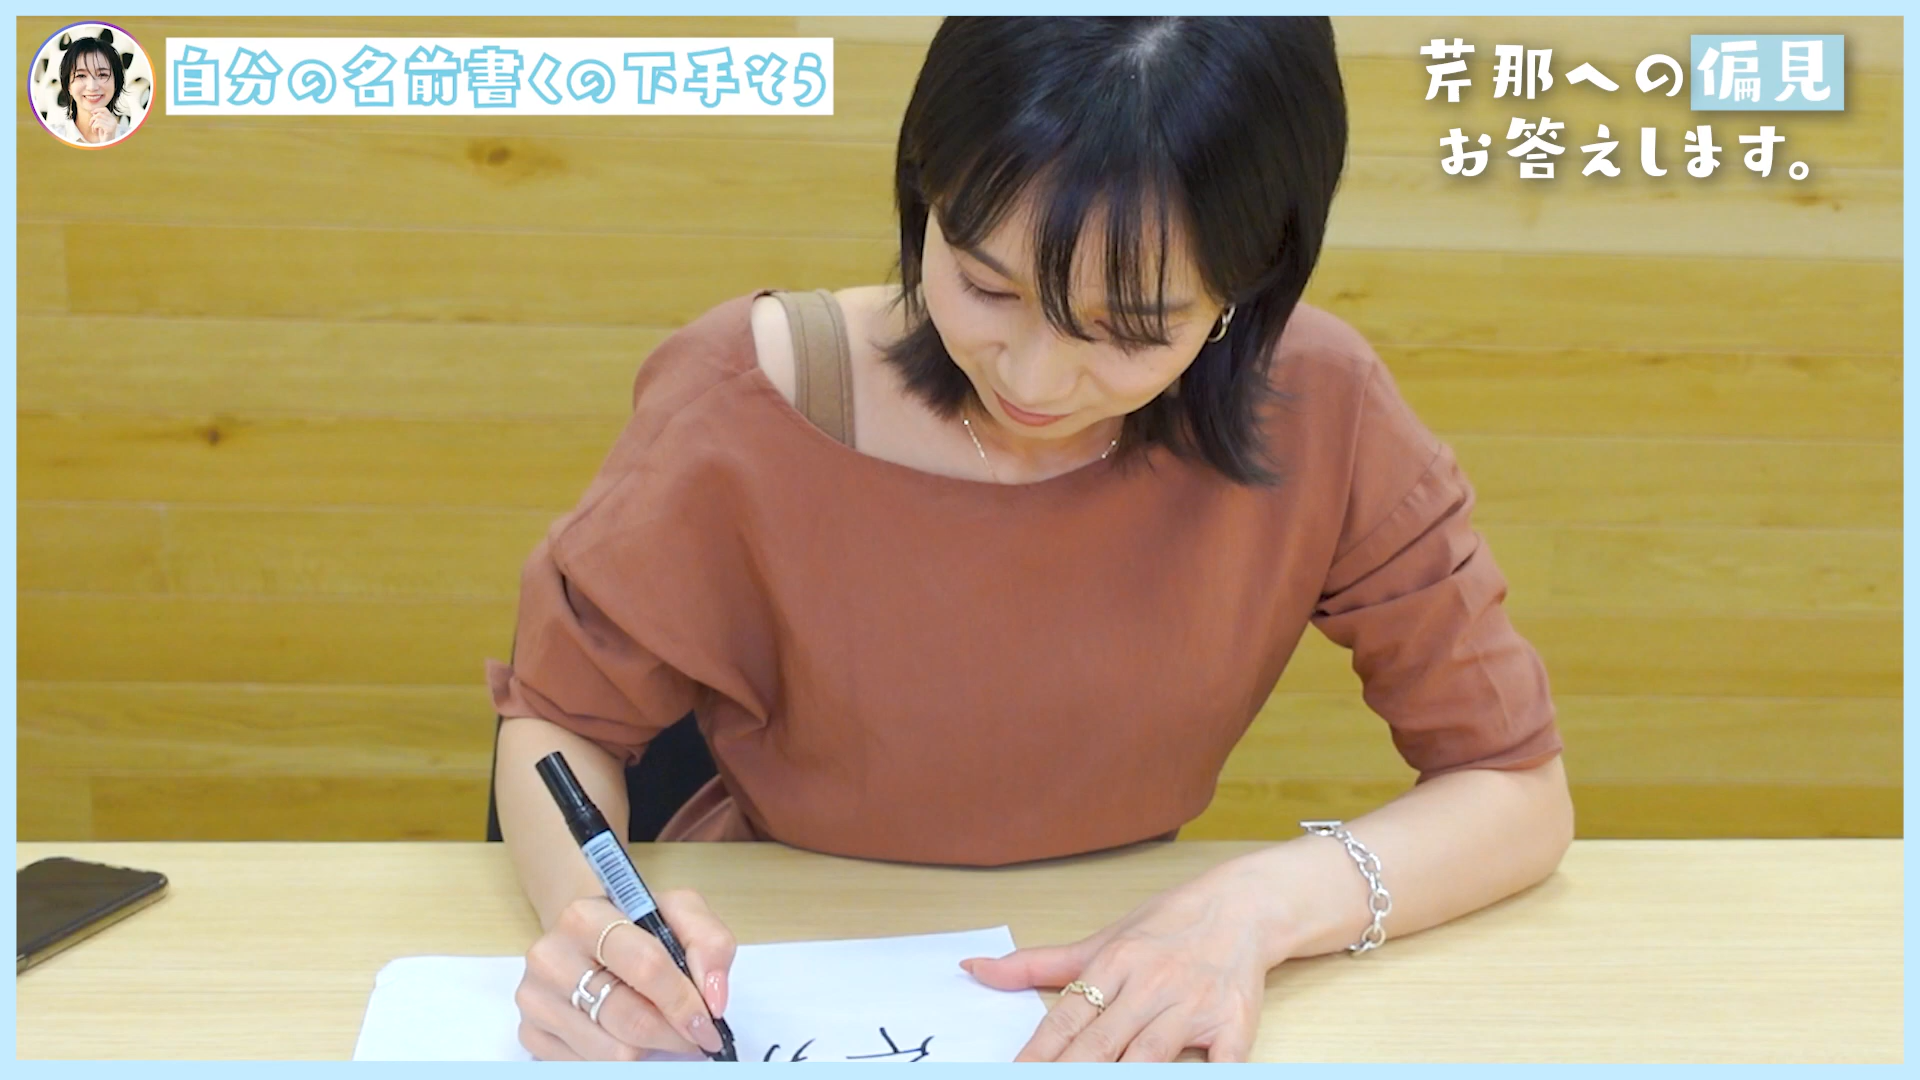 自分の名前書くの下手そう
芹那への偏見
お答えします。